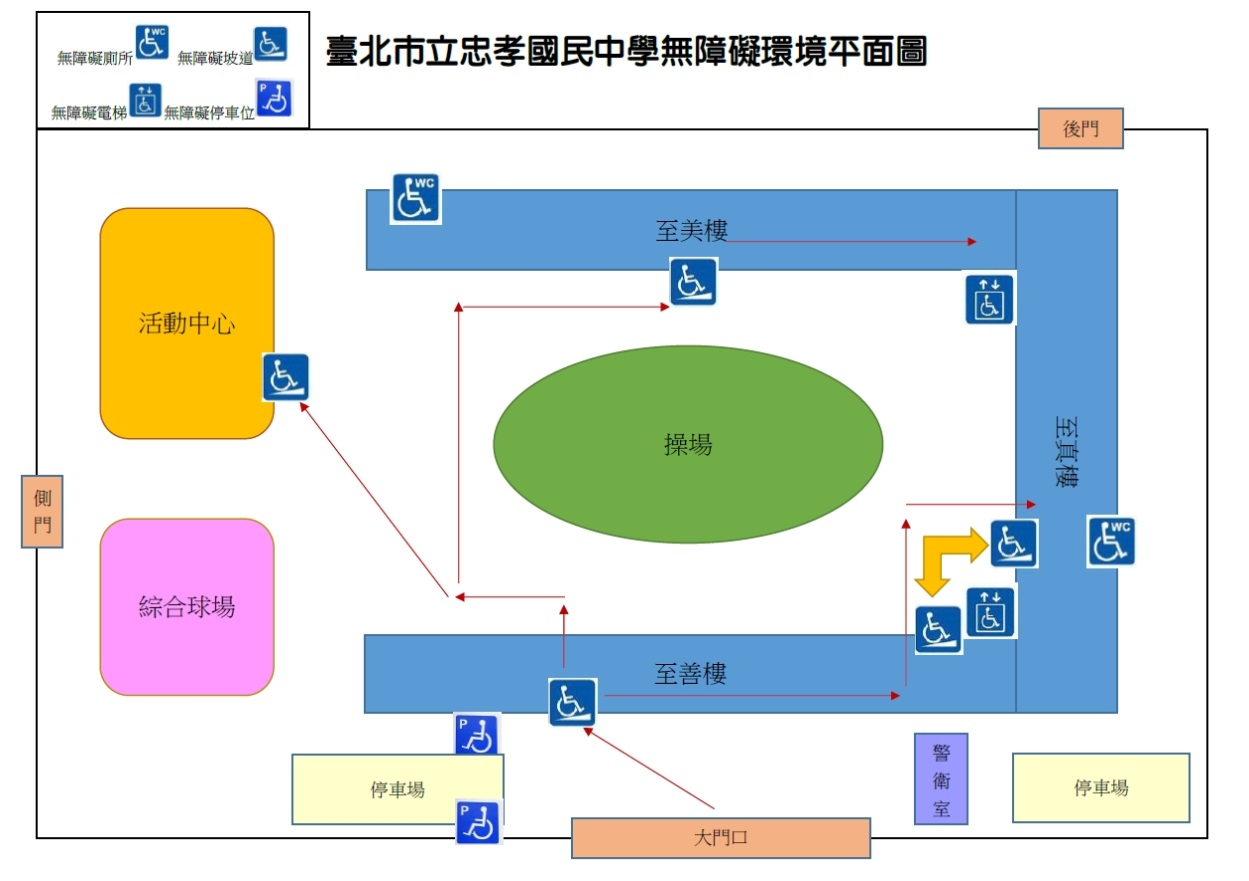 臺北市立忠孝國民中學無障礙環境平面圖
無障礙廁所 WC 無障礙坡道
無障礙電梯 無障礙停車位 P
後門
WC
至美樓
活動中心
操場
至真樓
側門
WC
綜合球場
至善樓
P
停車場
警衛室
停車場
P
大門口